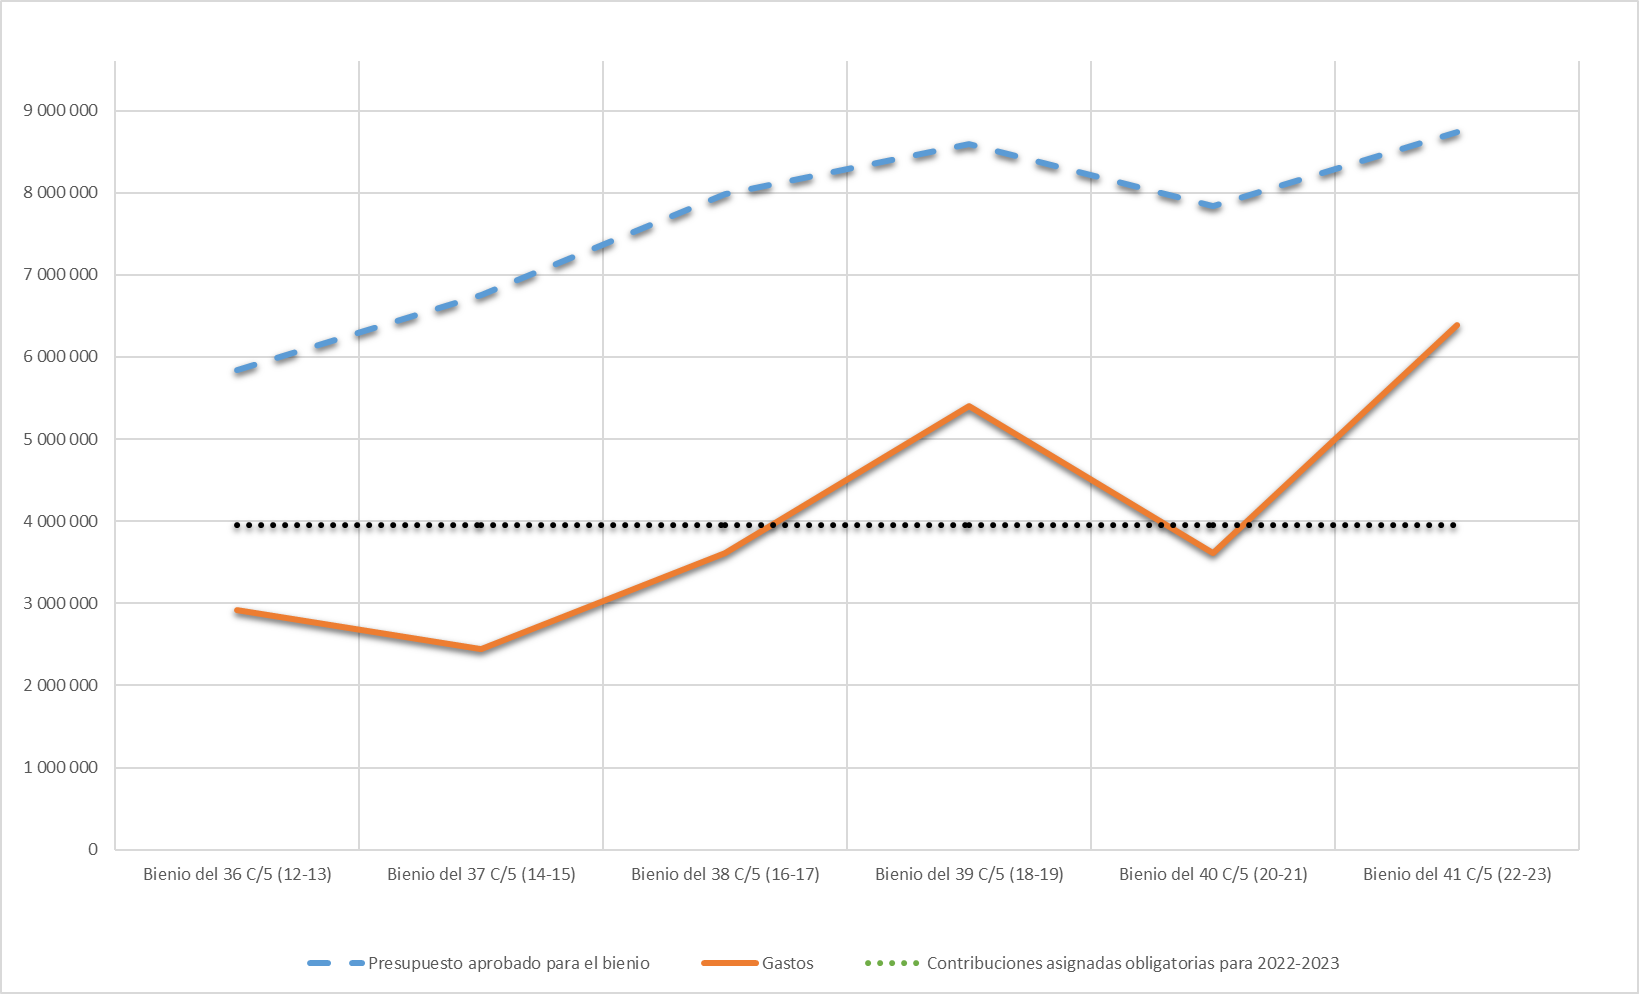 9 000 000
8 000 000
7 000 000
6 000 000
5 000 000
4 000 000
3 000 000
2 000 000
1 000 000
0
Bienio del 36 C/5 (12-13) Bienio del 37 C/5 (14-15) Bienio del 38 C/5 (16-17) Bienio del 39 C/5 (18-19) Bienio del 40 C/5 (20-21) Bienio del 41 C/5 (22-23)
Presupuesto aprobado para el bienio Gastos Contribuciones asignadas obligatorias para 2022-2023